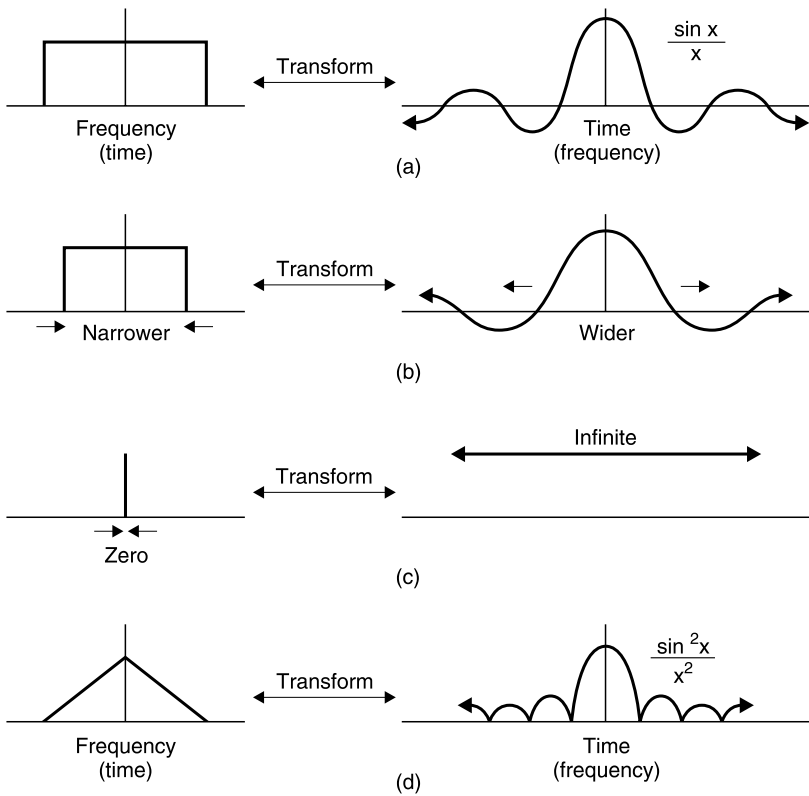 Transform
sin x
x
Frequency
(time)
Time
(frequency)
(a)
Transform
Narrower
Wider
(b)
Infinite
Transform
Zero
(c)
sin ²x
x²
Transform
Frequency
(time)
Time
(frequency)
(d)